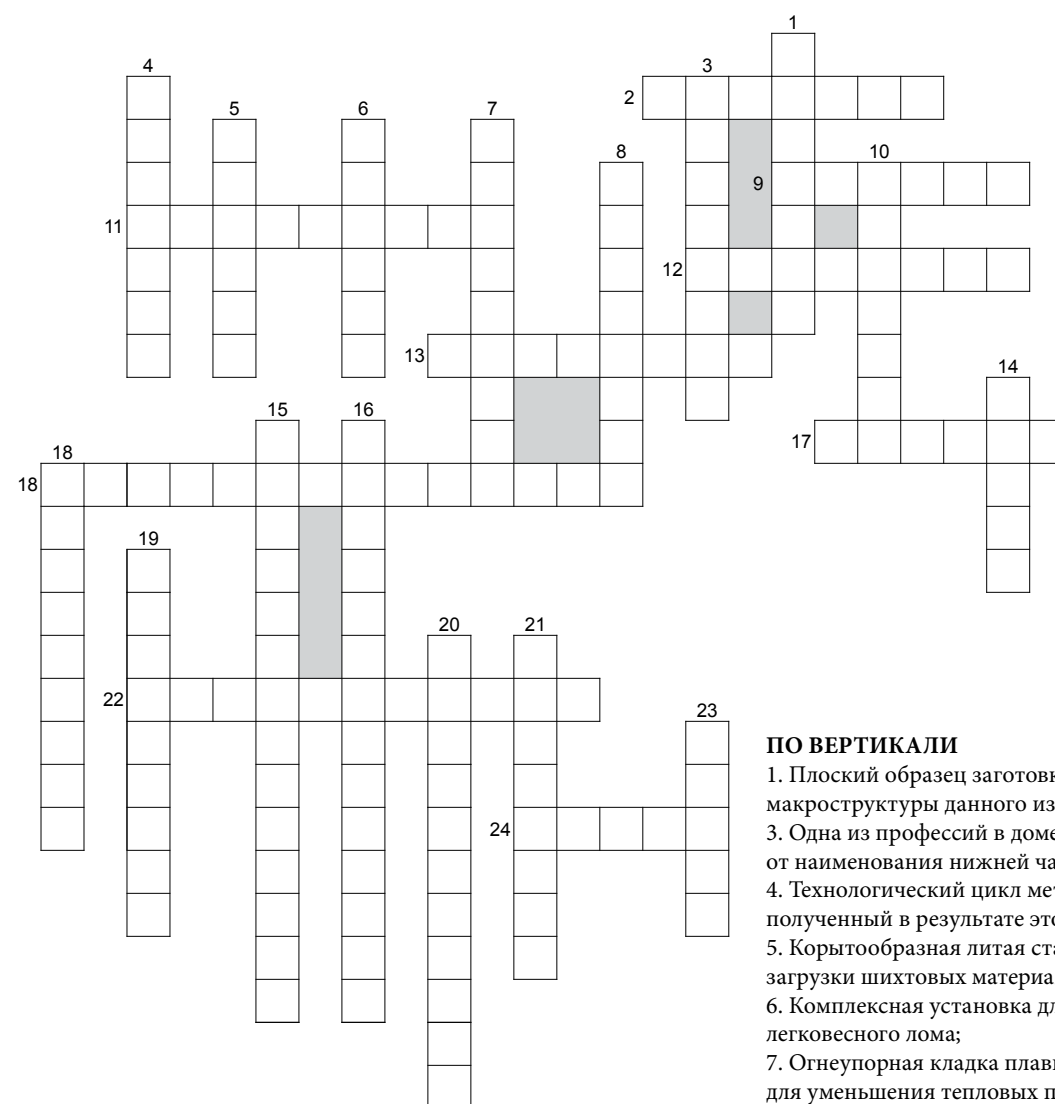 1
4 3
2
5 6 7
8 10
9
11
12
13
14
15 16
17
18
18
19
20 21
22
23
ПО ВЕРТИКАЛИ
1. Плоский образец заготовк
макроструктуры данного из
3. Одна из профессий в доме
24
от наименования нижней ча
4. Технологический цикл мет
полученный в результате это
5. Корытообразная литая ста
загрузки шихтовых материа
6. Комплексная установка дл
легковесного лома;
7. Огнеупорная кладка плави
для уменьшения тепловых п